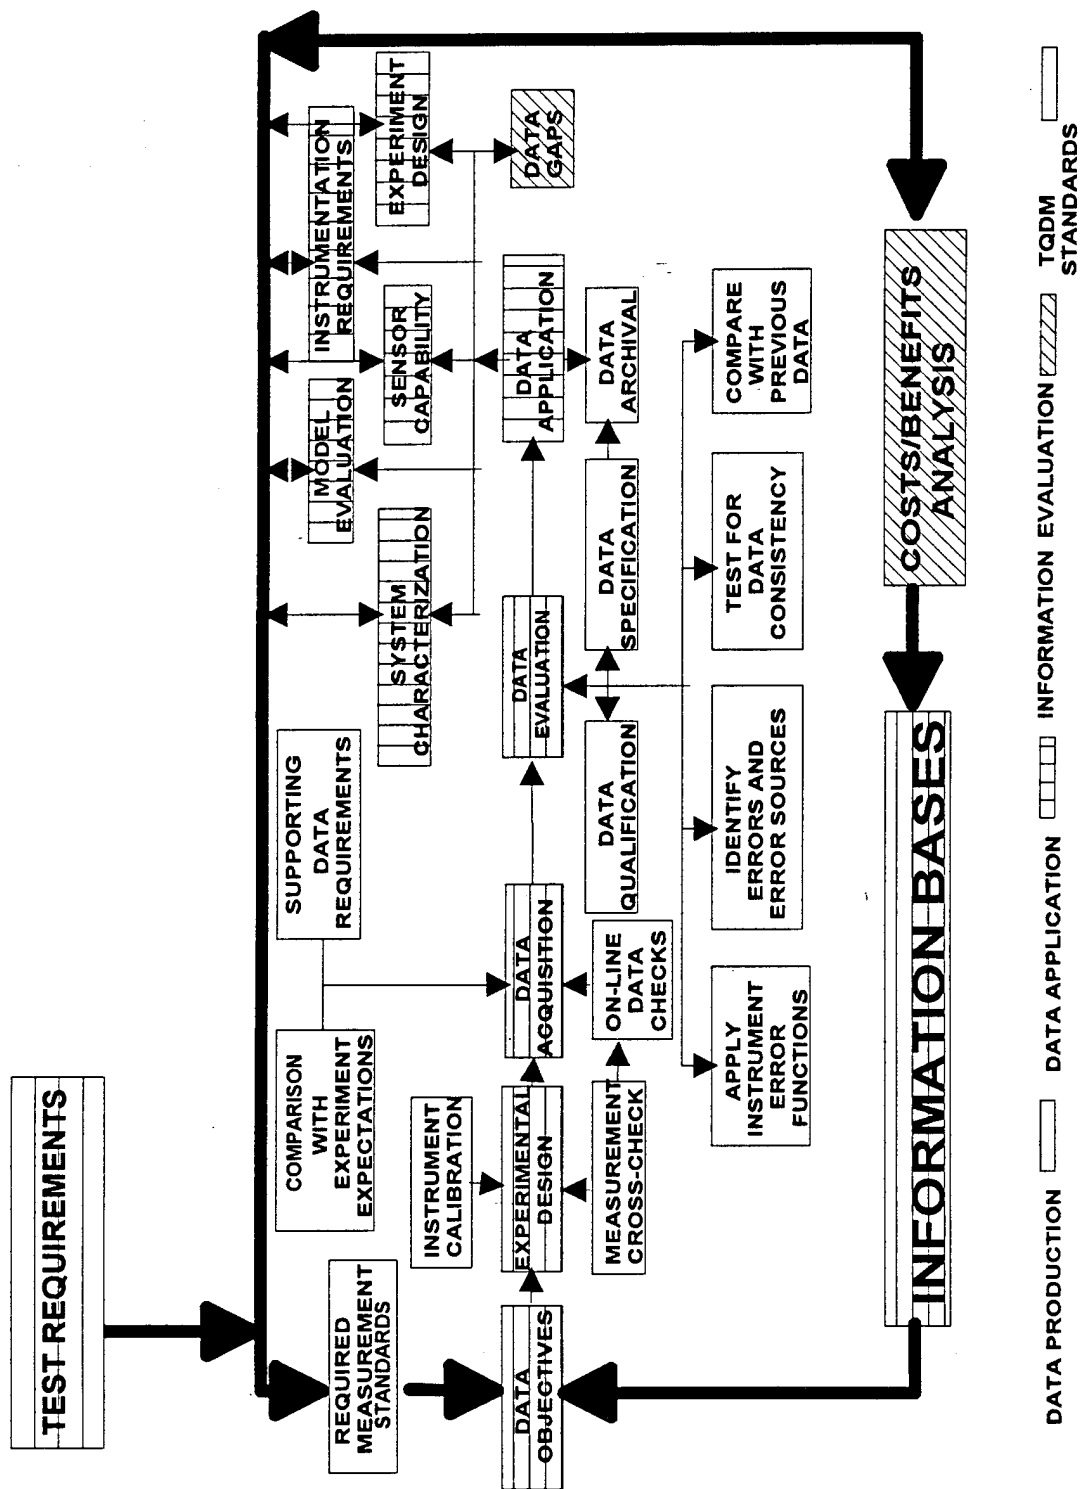 TEST REQUIREMENTS
REQUIRED
MEASUREMENT
STANDARDS
COMPARISON
WITH
EXPERIMENT
EXPECTATIONS
SUPPORTING
DATA
REQUIREMENTS
MODEL
EVALUATION
INSTRUMENTATION
REQUIREMENTS
SYSTEM
CHARACTERIZATION
SENSOR
CAPABILITY
EXPERIMENT
DESIGN
INSTRUMENT
CALIBRATION
DATA
OBJECTIVES
EXPERIMENTAL
DESIGN
DATA
ACQUISITION
DATA
EVALUATION
DATA
APPLICATION
DATA
GAPS
MEASUREMENT
CROSS-CHECK
ON-LINE
DATA
CHECKS
DATA
QUALIFICATION
DATA
SPECIFICATION
DATA
ARCHIVAL
APPLY
INSTRUMENT
ERROR
FUNCTIONS
IDENTIFY
ERRORS AND
ERROR SOURCES
TEST FOR
DATA
CONSISTENCY
COMPARE
WITH
PREVIOUS
DATA
INFORMATION BASES
COSTS/BENEFITS
ANALYSIS
DATA PRODUCTION
DATA APPLICATION
INFORMATION EVALUATION
TQDM
STANDARDS